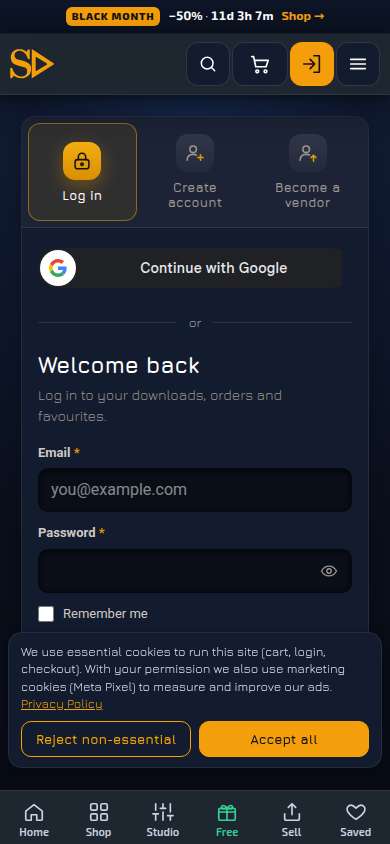 BLACK MONTH −50% · 11d 3h 7m Shop →
S
Log in
Create account
Become a vendor
Continue with Google
or
Welcome back
Log in to your downloads, orders and
favourites.
Email *
you@example.com
Password *
Remember me
We use essential cookies to run this site (cart, login,
checkout). With your permission we also use marketing
cookies (Meta Pixel) to measure and improve our ads.
Privacy Policy
Reject non-essential
Accept all
Home
Shop
Studio
Free
Sell
Saved